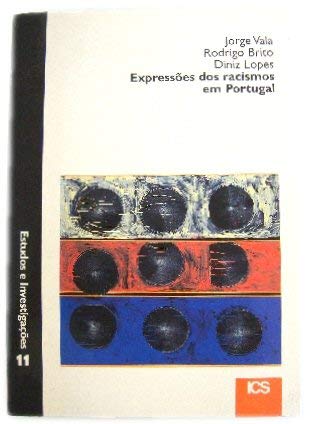 Jorge Vala
Rodrigo Brito
Diniz Lopes
Expressões dos racismos
em Portugal
Estudos e Investigações 11
ICS